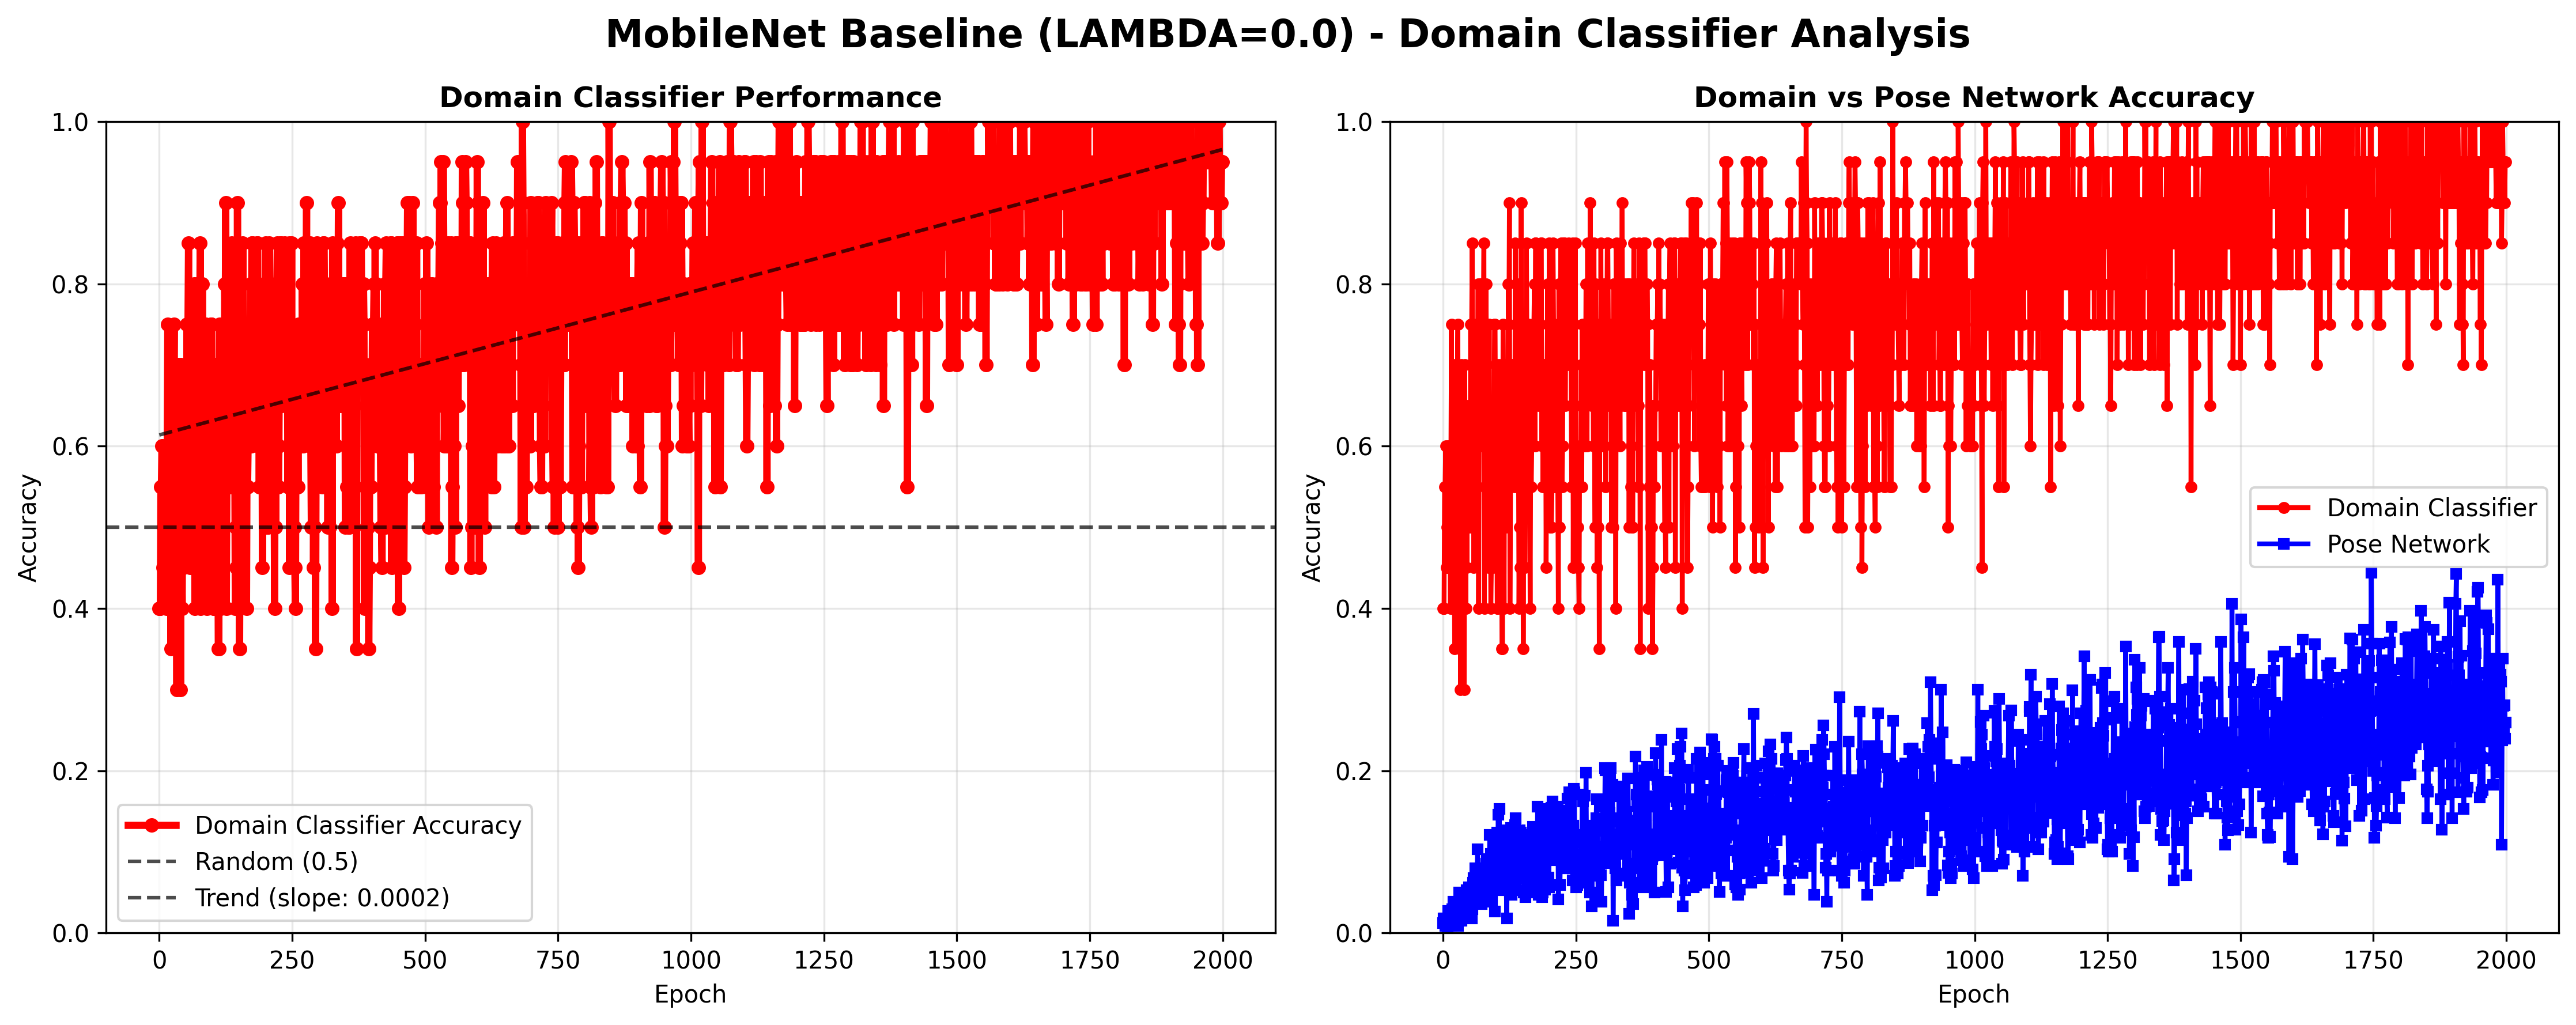 MobileNet Baseline (LAMBDA=0.0) - Domain Classifier Analysis
Domain Classifier Performance
1.0
0.8
0.6
0.4
0.2
0.0
Accuracy
Domain Classifier Accuracy
Random (0.5)
Trend (slope: 0.0002)
0 250 500 750 1000 1250 1500 1750 2000
Epoch
Domain vs Pose Network Accuracy
1.0
0.8
0.6
0.4
0.2
0.0
Accuracy
Domain Classifier
Pose Network
0 250 500 750 1000 1250 1500 1750 2000
Epoch